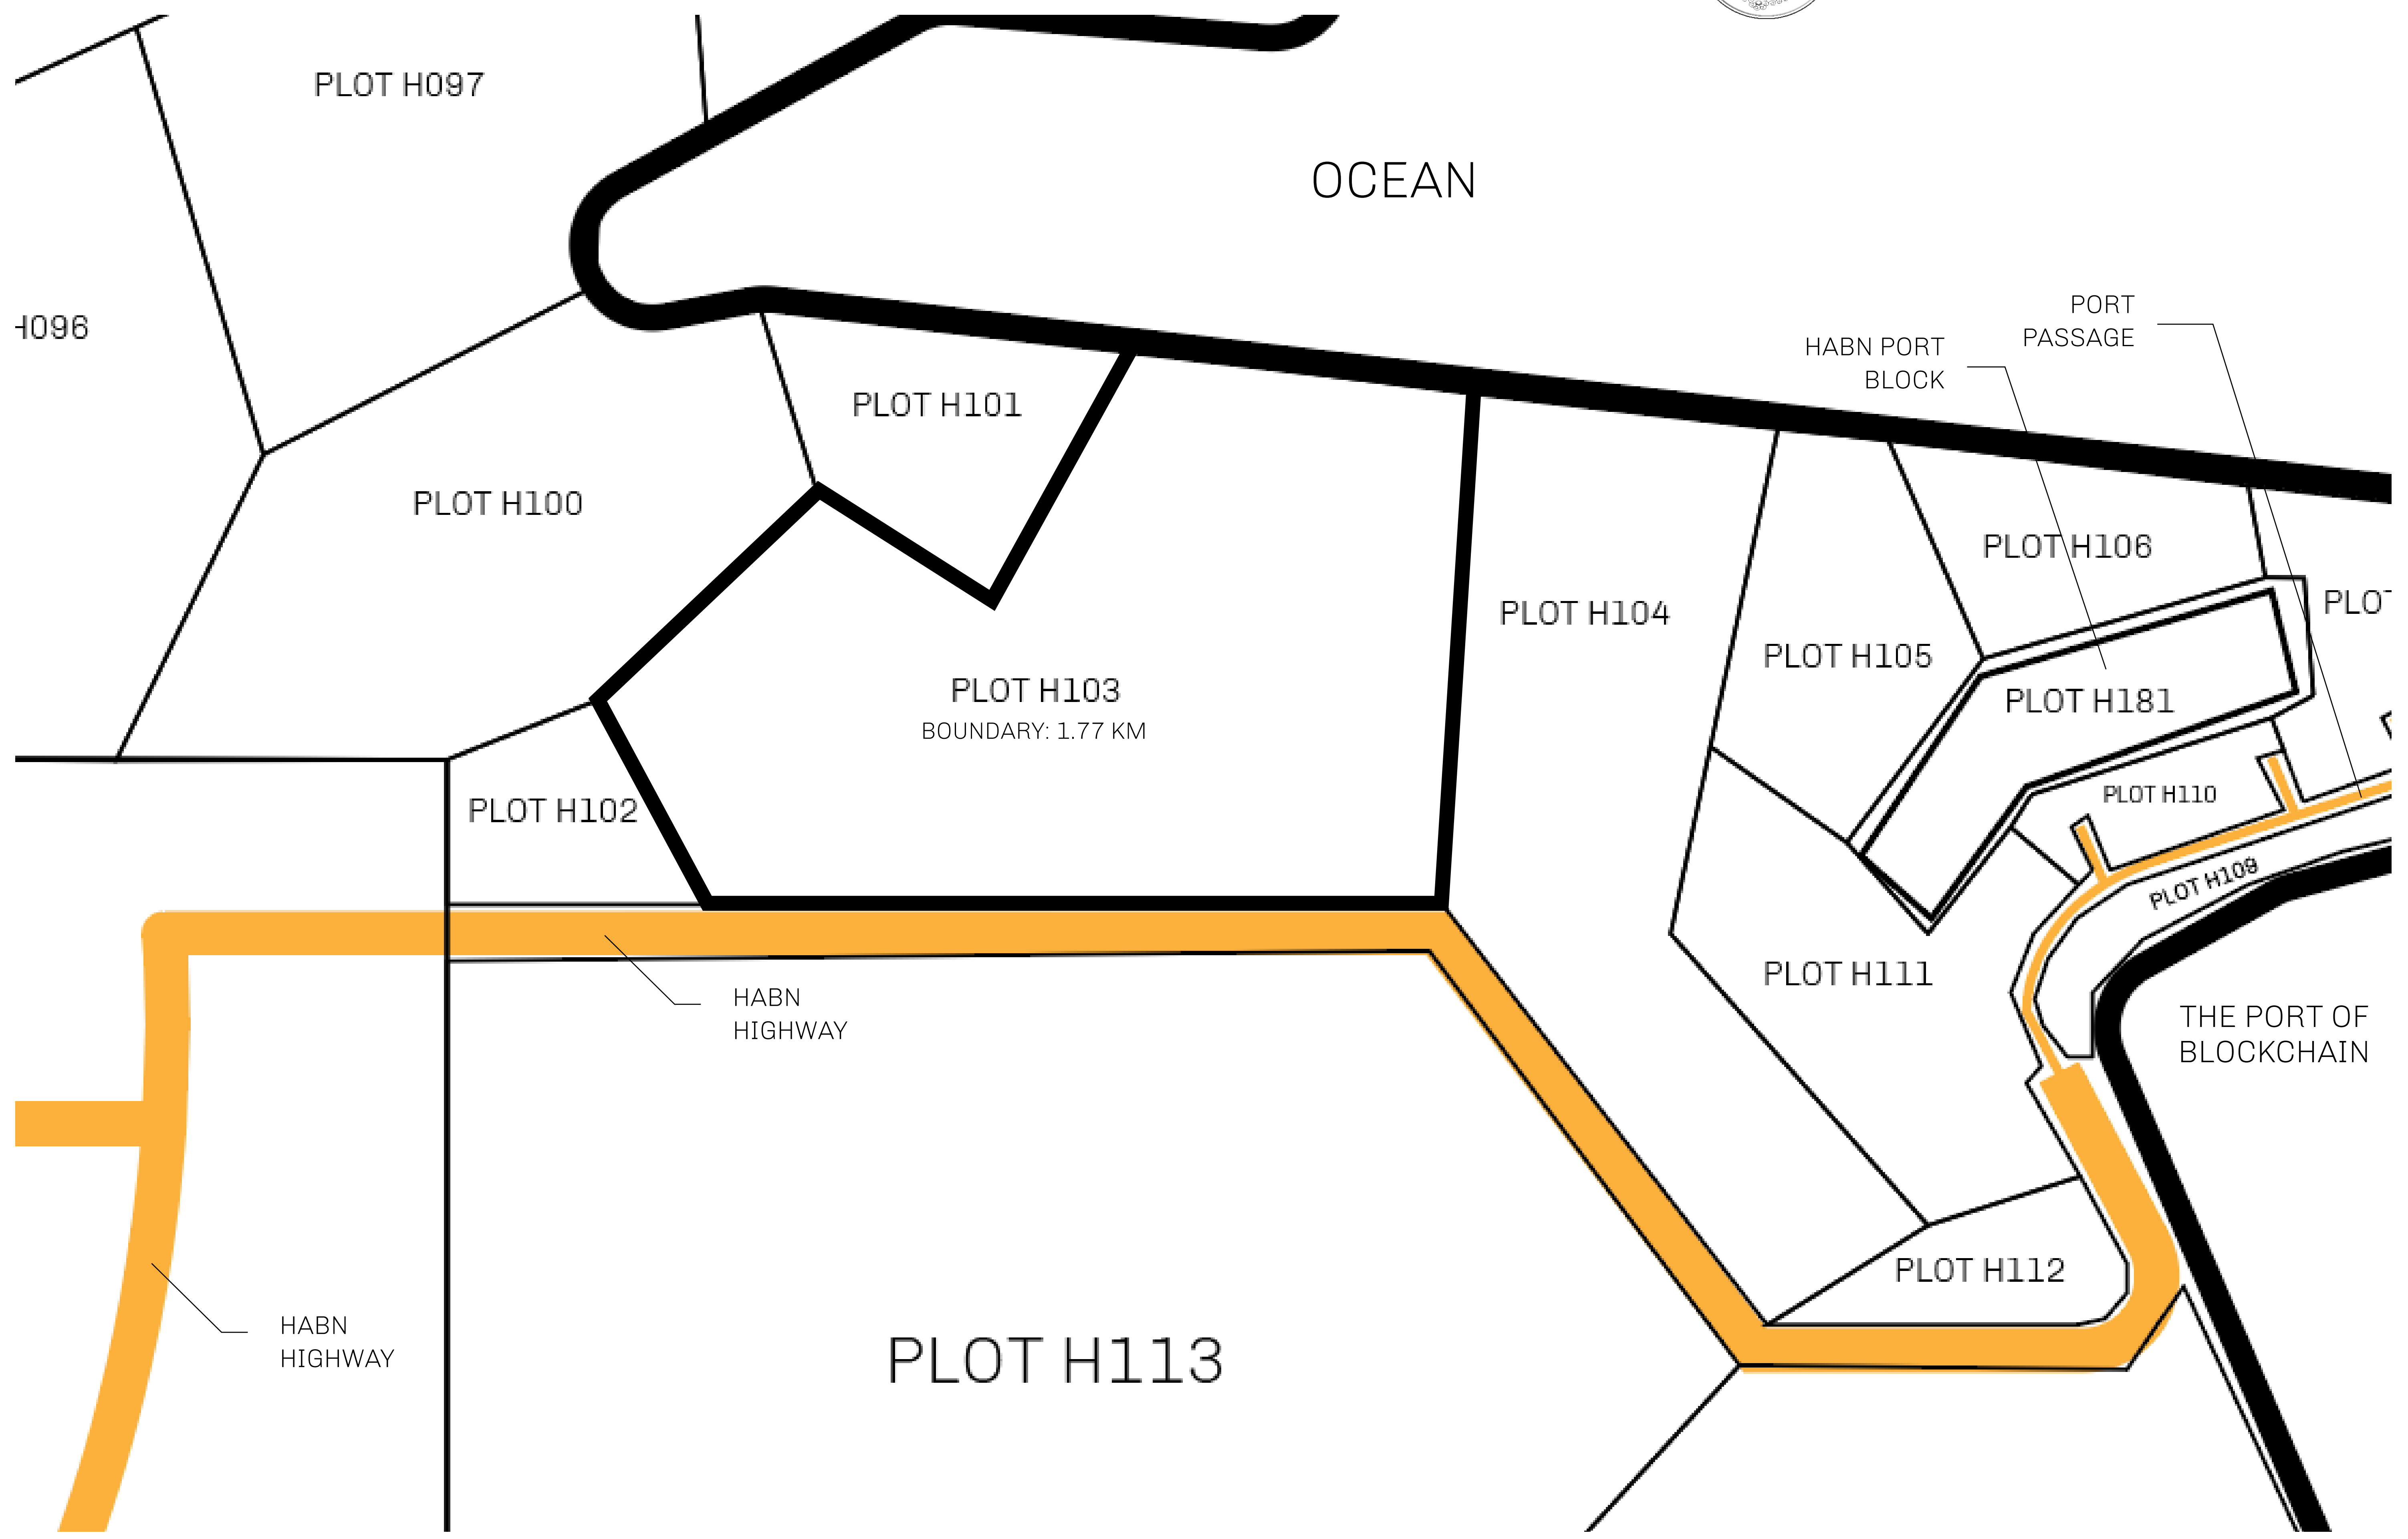 PLOT H097
OCEAN
PORT
PASSAGE
HABN PORT
BLOCK
H096
PLOT H101
PLOT H100
PLOT H106
PLOT H104
PLOT H105
PLOT H103
BOUNDARY: 1.77 KM
PLOT H181
PLOT H102
PLOT H110
PLOT H109
PLOT H111
HABN
HIGHWAY
THE PORT OF
BLOCKCHAIN
PLOT H112
HABN
HIGHWAY
PLOT H113